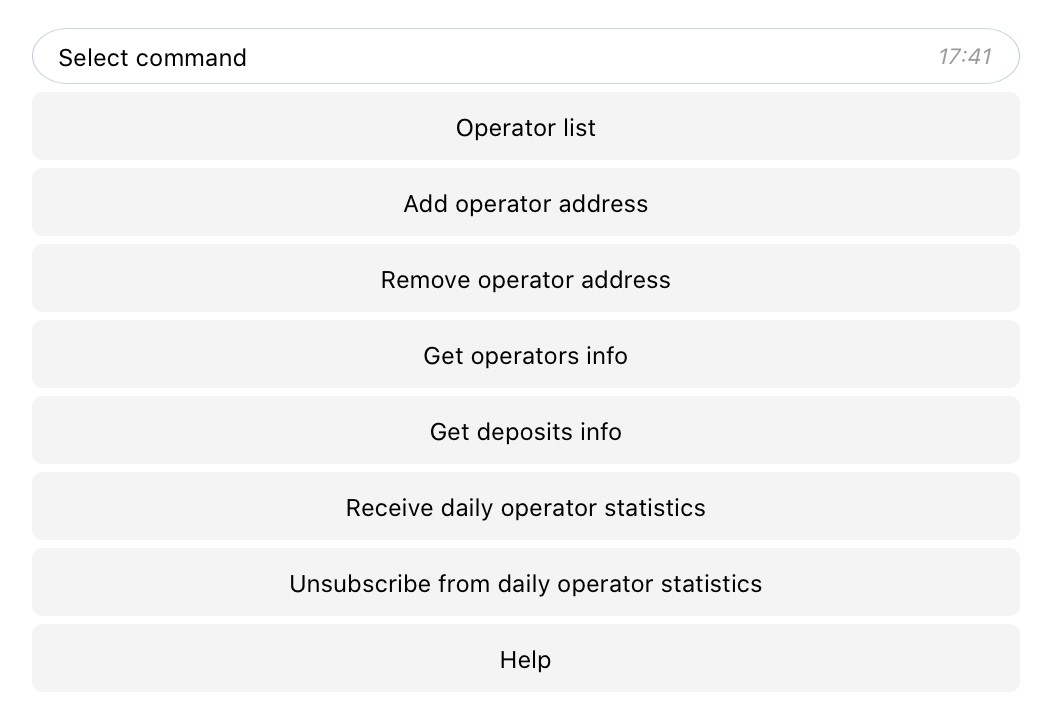 Select command 17:41
Operator list
Add operator address
Remove operator address
Get operators info
Get deposits info
Receive daily operator statistics
Unsubscribe from daily operator statistics
Help